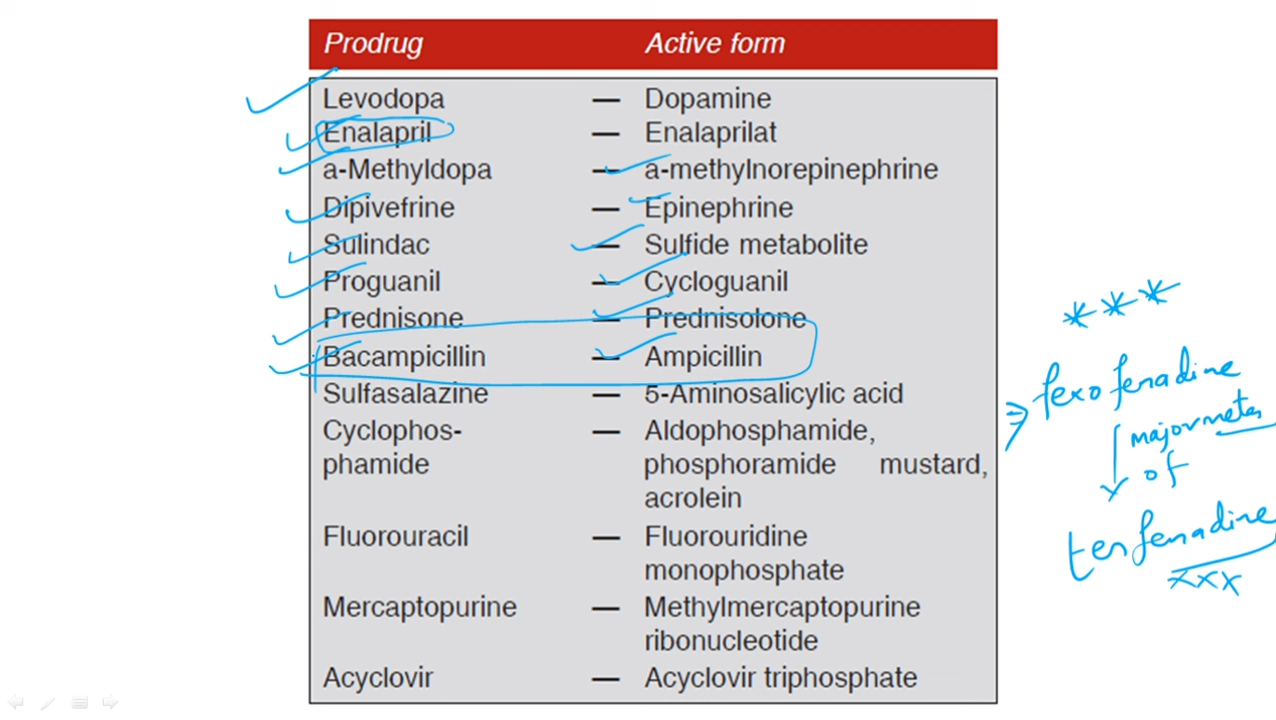 Prodrug Active form
Levodopa — Dopamine
Enalapril — Enalaprilat
a-Methyldopa — a-methylnorepinephrine
Dipivefrine — Epinephrine
Sulindac — Sulfide metabolite
Proguanil — Cycloguanil
Prednisone — Prednisolone
Bacampicillin — Ampicillin
Sulfasalazine — 5-Aminosalicylic acid
Cyclophos- — Aldophosphamide,
phamide phosphoramide mustard,
acrolein
Fluorouracil — Fluorouridine
monophosphate
Mercaptopurine — Methylmercaptopurine
ribonucleotide
Acyclovir — Acyclovir triphosphate
***
⇒ fexofenadine
major
of
terfenadine
xxx